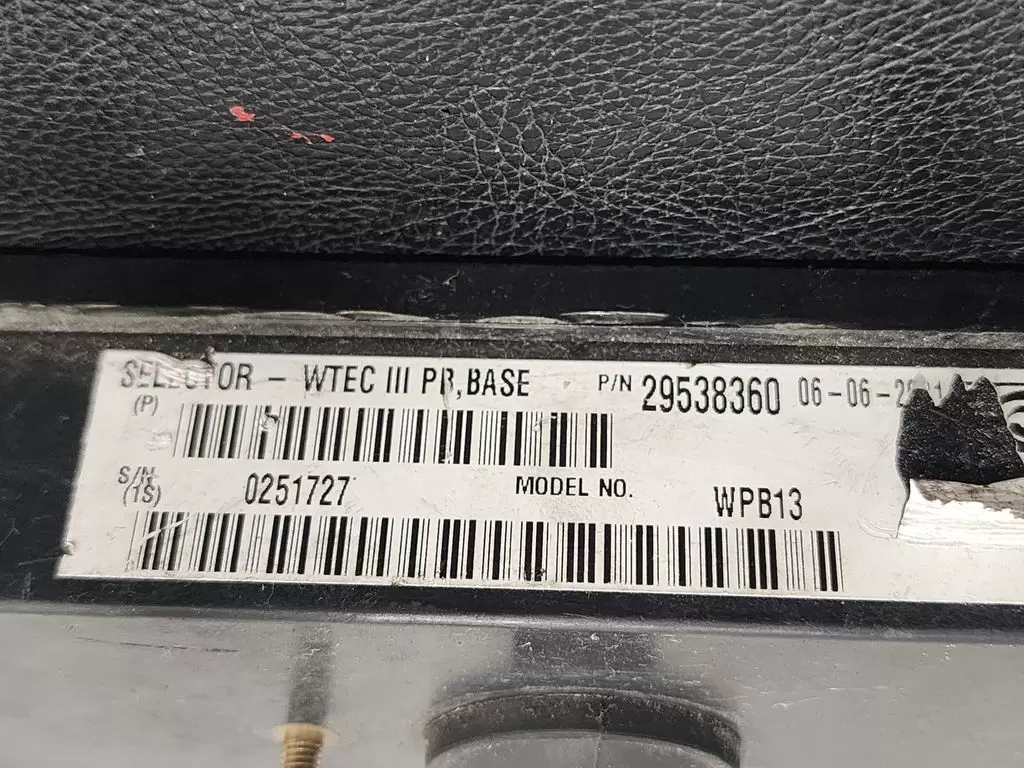 SELECTOR - WTEC III PB,BASE P/N 29538360 06-06-
(P)
S/N 0251727 MODEL NO. WPB13
(1S)